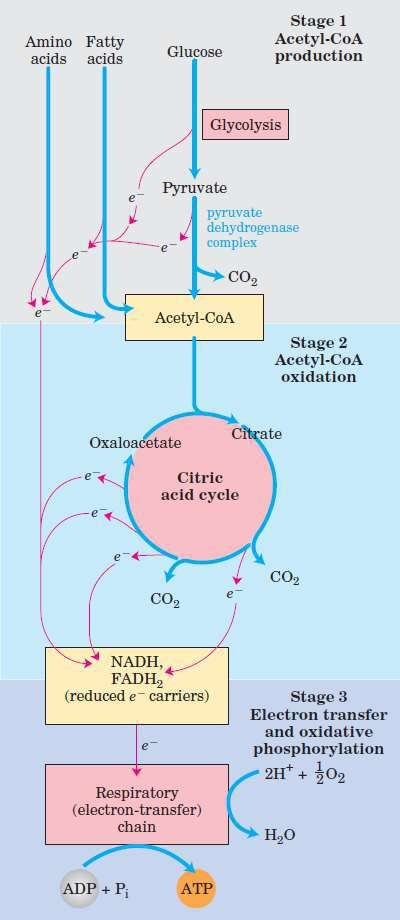 Stage 1
Acetyl-CoA
production
Amino
acids
Fatty
acids
Glucose
Glycolysis
e⁻
Pyruvate
pyruvate
dehydrogenase
complex
e⁻
e⁻
CO₂
e⁻
Acetyl-CoA
Stage 2
Acetyl-CoA
oxidation
Oxaloacetate
Citrate
Citric
acid cycle
e⁻
e⁻
e⁻
CO₂
e⁻
CO₂
NADH,
FADH₂
(reduced e⁻ carriers)
Stage 3
Electron transfer
and oxidative
phosphorylation
e⁻
2H⁺ + ½O₂
Respiratory
(electron-transfer)
chain
H₂O
ADP + Pᵢ
ATP